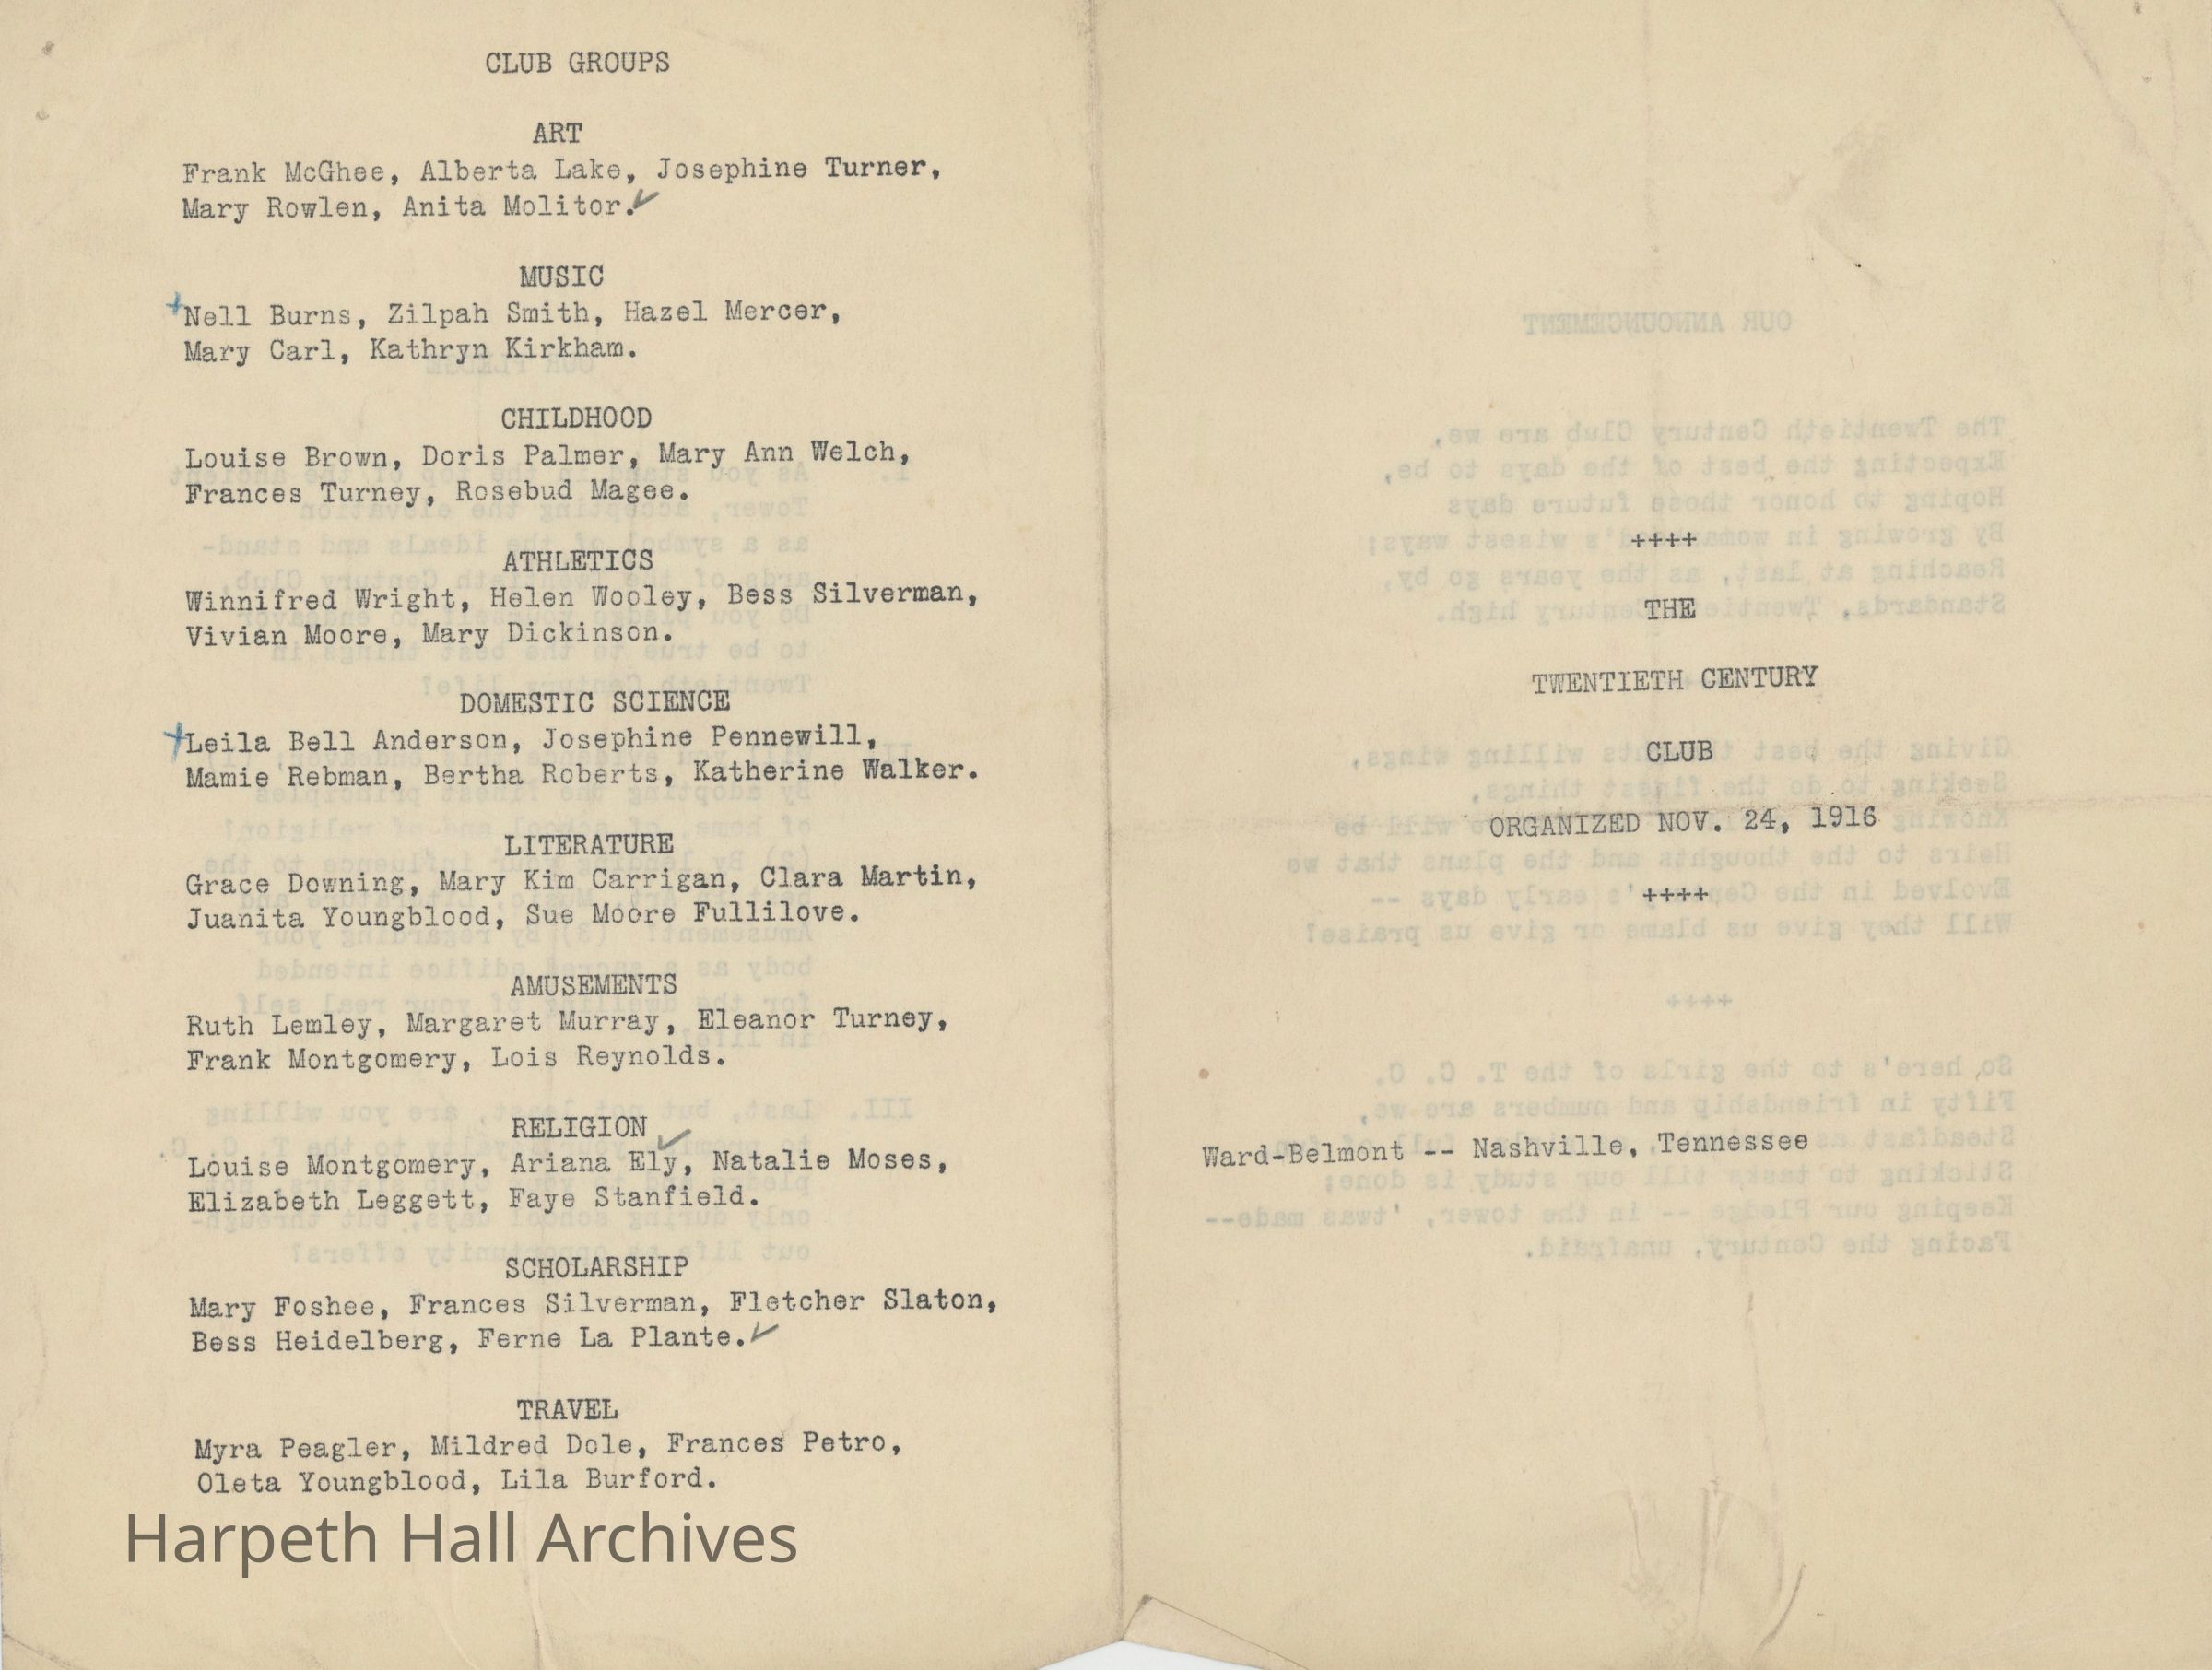 CLUB GROUPS
ART
Frank McGhee, Alberta Lake, Josephine Turner,
Mary Rowlen, Anita Molitor.
MUSIC
Nell Burns, Zilpah Smith, Hazel Mercer,
Mary Carl, Kathryn Kirkham.
CHILDHOOD
Louise Brown, Doris Palmer, Mary Ann Welch,
Frances Turney, Rosebud Magee.
ATHLETICS
Winnifred Wright, Helen Wooley, Bess Silverman,
Vivian Moore, Mary Dickinson.
DOMESTIC SCIENCE
Leila Bell Anderson, Josephine Pennewill,
Mamie Rebman, Bertha Roberts, Katherine Walker.
LITERATURE
Grace Downing, Mary Kim Carrigan, Clara Martin,
Juanita Youngblood, Sue Moore Fullilove.
AMUSEMENTS
Ruth Lemley, Margaret Murray, Eleanor Turney,
Frank Montgomery, Lois Reynolds.
RELIGION
Louise Montgomery, Ariana Ely, Natalie Moses,
Elizabeth Leggett, Faye Stanfield.
SCHOLARSHIP
Mary Foshee, Frances Silverman, Fletcher Slaton,
Bess Heidelberg, Ferne La Plante.
TRAVEL
Myra Peagler, Mildred Dole, Frances Petro,
Oleta Youngblood, Lila Burford.
Harpeth Hall Archives
++++
THE
TWENTIETH CENTURY
CLUB
ORGANIZED NOV. 24, 1916
++++
Ward-Belmont -- Nashville, Tennessee